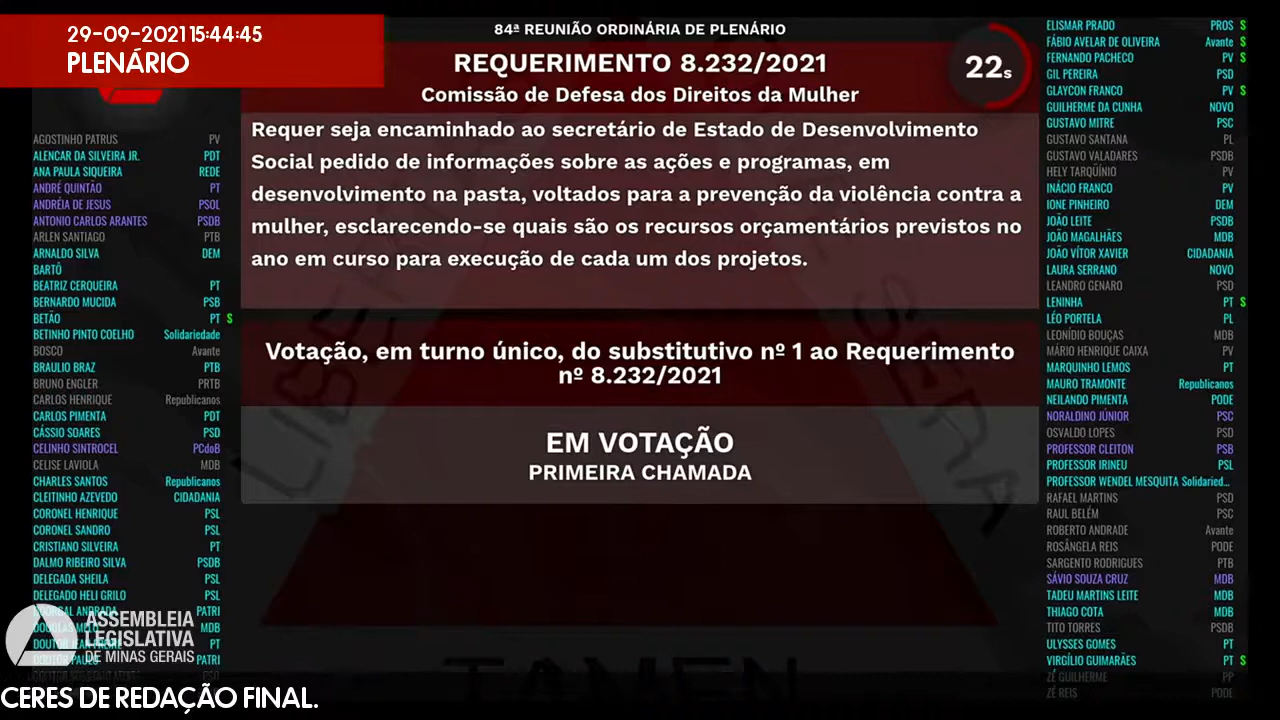 29-09-2021 15:44:45
PLENÁRIO
84ª REUNIÃO ORDINÁRIA DE PLENÁRIO
REQUERIMENTO 8.232/2021
Comissão de Defesa dos Direitos da Mulher
22s
Requer seja encaminhado ao secretário de Estado de Desenvolvimento
Social pedido de informações sobre as ações e programas, em
desenvolvimento na pasta, voltados para a prevenção da violência contra a
mulher, esclarecendo-se quais são os recursos orçamentários previstos no
ano em curso para execução de cada um dos projetos.
Votação, em turno único, do substitutivo nº 1 ao Requerimento
nº 8.232/2021
EM VOTAÇÃO
PRIMEIRA CHAMADA
AGOSTINHO PATRUS PV
ALENCAR DA SILVEIRA JR. PDT
ANA PAULA SIQUEIRA REDE
ANDRÉ QUINTÃO PT
ANDRÉIA DE JESUS PSOL
ANTONIO CARLOS ARANTES PSDB
ARLEN SANTIAGO PTB
ARNALDO SILVA DEM
BARTÔ
BEATRIZ CERQUEIRA PT
BERNARDO MUCIDA PSB
BETÃO PT S
BETINHO PINTO COELHO Solidariedade
BOSCO Avante
BRAULIO BRAZ PTB
BRUNO ENGLER PRTB
CARLOS HENRIQUE Republicanos
CARLOS PIMENTA PDT
CÁSSIO SOARES PSD
CELINHO SINTROCEL PCdoB
CELISE LAVIOLA MDB
CHARLES SANTOS Republicanos
CLEITINHO AZEVEDO CIDADANIA
CORONEL HENRIQUE PSL
CORONEL SANDRO PSL
CRISTIANO SILVEIRA PT
DALMO RIBEIRO SILVA PSDB
DELEGADA SHEILA PSL
DELEGADO HELI GRILO PSL
DOORGAL ANDRADA PATRI
DOUGLAS MELO MDB
DOUTOR JEAN FREIRE PT
DOUTOR PAULO PATRI
ELISMAR PRADO PROS S
FÁBIO AVELAR DE OLIVEIRA Avante S
FERNANDO PACHECO PV S
GIL PEREIRA PSD
GLAYCON FRANCO PV S
GUILHERME DA CUNHA NOVO
GUSTAVO MITRE PSC
GUSTAVO SANTANA PL
GUSTAVO VALADARES PSDB
HELY TARQÜÍNIO PV
INÁCIO FRANCO PV
IONE PINHEIRO DEM
JOÃO LEITE PSDB
JOÃO MAGALHÃES MDB
JOÃO VÍTOR XAVIER CIDADANIA
LAURA SERRANO NOVO
LEANDRO GENARO PSD
LENINHA PT S
LÉO PORTELA PL
LEONÍDIO BOUÇAS MDB
MÁRIO HENRIQUE CAIXA PV
MARQUINHO LEMOS PT
MAURO TRAMONTE Republicanos
NEILANDO PIMENTA PODE
NORALDINO JÚNIOR PSC
OSVALDO LOPES PSD
PROFESSOR CLEITON PSB
PROFESSOR IRINEU PSL
PROFESSOR WENDEL MESQUITA Solidaried...
RAFAEL MARTINS PSD
RAUL BELÉM PSC
ROBERTO ANDRADE Avante
ROSÂNGELA REIS PODE
SARGENTO RODRIGUES PTB
SÁVIO SOUZA CRUZ MDB
TADEU MARTINS LEITE MDB
THIAGO COTA MDB
TITO TORRES PSDB
ULYSSES GOMES PT
VIRGÍLIO GUIMARÃES PT S
ZÉ GUILHERME PP
ZÉ REIS PODE
ASSEMBLEIA
LEGISLATIVA
DE MINAS GERAIS
CERES DE REDAÇÃO FINAL.